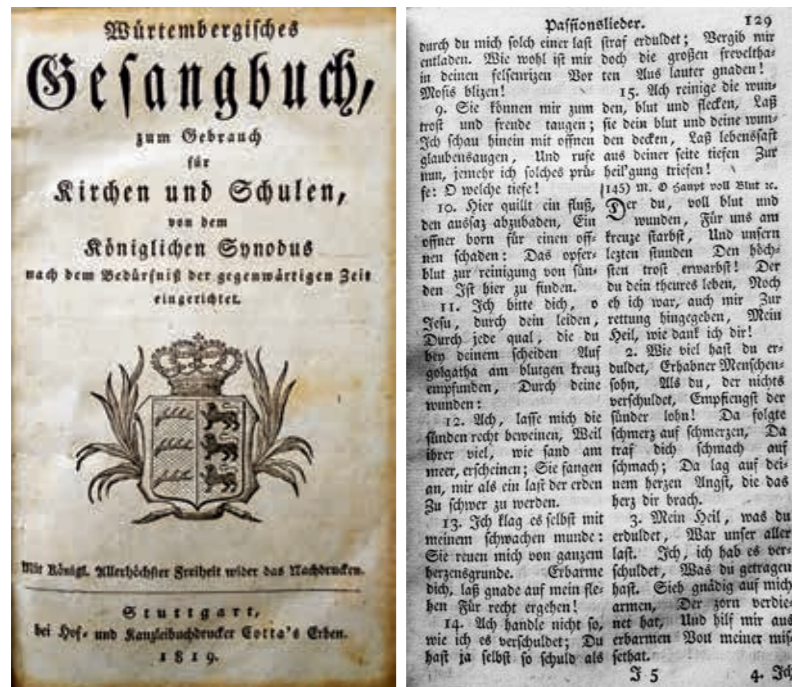 Würtembergisches
Gesangbuch,
zum Gebrauch
für
Kirchen und Schulen,
von dem
Königlichen Synodus
nach dem Bedürfniß der gegenwärtigen Zeit
eingerichtet.
Mit Königl. Allerhöchster Freiheit wider das Nachdrucken.
Stuttgart,
bei Hof- und Kanzleibuchdrucker Cotta's Erben.
1819.
Passionslieder. 129
durch du mich solch einer last
entladen. Wie wohl ist mir
in deinen felsenrizen Vor
Mosis blizen!
9. Sie können mir zum
trost und freude taugen;
Ich schau hinein mit offnen
glaubensaugen, Und rufe
nun, jemehr ich solches prü-
fe: O welche tiefe!
10. Hier quillt ein fluß,
den aussaz abzubaden, Ein
offner born für einen off-
nen schaden: Das opfer-
blut zur reinigung von sün-
den Ist hier zu finden.
11. Ich bitte dich, o
Jesu, durch dein leiden,
Durch jede qual, die du
bey deinem scheiden Auf
golgatha am blutgen kreuz
empfunden, Durch deine
wunden:
12. Ach, lasse mich die
sünden recht beweinen, Weil
ihrer viel, wie sand am
meer, erscheinen; Sie fangen
an, mir als ein last der erden
Zu schwer zu werden.
13. Ich klag es selbst mit
meinem schwachen munde:
Sie reuen mich von ganzem
herzensgrunde. Erbarme
dich, laß gnade auf mein fle-
hen Für recht ergehen!
14. Ach handle nicht so,
wie ich es verschuldet; Du
hast ja selbst so schuld als
straf erduldet; Vergib mir
doch die großen freveltha-
ten Aus lauter gnaden!
15. Ach reinige die wun-
den, blut und flecken, Laß
sie dein blut und deine wun-
den decken, Laß lebenssaft
aus deiner seite tiefen Zur
heil'gung triefen!
(145) M. O Haupt voll Blut ꝛc.
Der du, voll blut und
wunden, Für uns am
kreuze starbst, Und unsern
lezten stunden Den höch-
sten trost erwarbst! Der
du dein theures leben, Noch
eh ich war, auch mir Zur
rettung hingegeben, Mein
Heil, wie dank ich dir!
2. Wie viel hast du er-
duldet, Erhabner Menschen-
sohn, Als du, der nichts
verschuldet, Empfiengst der
sünder lohn! Da folgte
schmerz auf schmerzen, Da
traf dich schmach auf
schmach; Da lag auf dei-
nem herzen Angst, die das
herz dir brach.
3. Mein Heil, was du
erduldet, War unser aller
last. Ich, ich hab es ver-
schuldet, Was du getragen
hast. Sieh gnädig auf mich
armen, Der zorn verdie-
net hat, Und hilf mir aus
erbarmen Von meiner mis-
sethat.
J 5 4. Ich